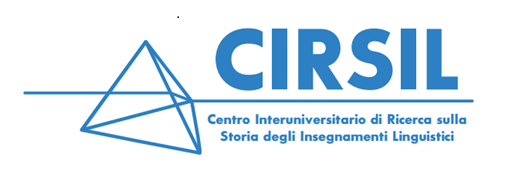 CIRSIL
Centro Interuniversitario di Ricerca sulla
Storia degli Insegnamenti Linguistici